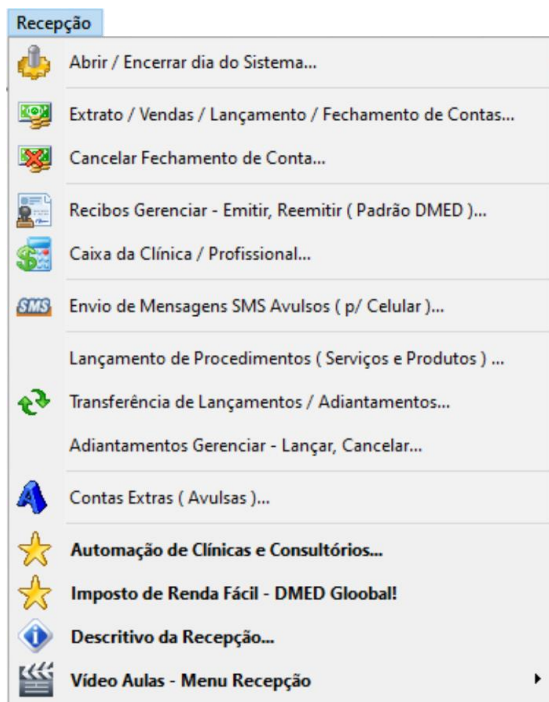 Recepção
Abrir / Encerrar dia do Sistema...
Extrato / Vendas / Lançamento / Fechamento de Contas...
Cancelar Fechamento de Conta...
Recibos Gerenciar - Emitir, Reemitir ( Padrão DMED )...
Caixa da Clínica / Profissional...
SMS Envio de Mensagens SMS Avulsos ( p/ Celular )...
Lançamento de Procedimentos ( Serviços e Produtos ) ...
Transferência de Lançamentos / Adiantamentos...
Adiantamentos Gerenciar - Lançar, Cancelar...
A Contas Extras ( Avulsas )...
Automação de Clínicas e Consultórios...
Imposto de Renda Fácil - DMED Gloobal!
Descritivo da Recepção...
Vídeo Aulas - Menu Recepção